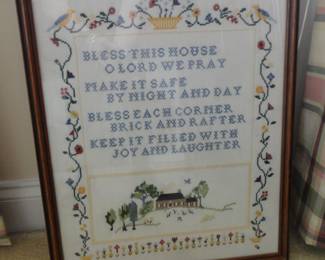 BLESS THIS HOUSE
O LORD WE PRAY
MAKE IT SAFE
BY NIGHT AND DAY
BLESS EACH CORNER
BRICK AND RAFTER
KEEP IT FILLED WITH
JOY AND LAUGHTER